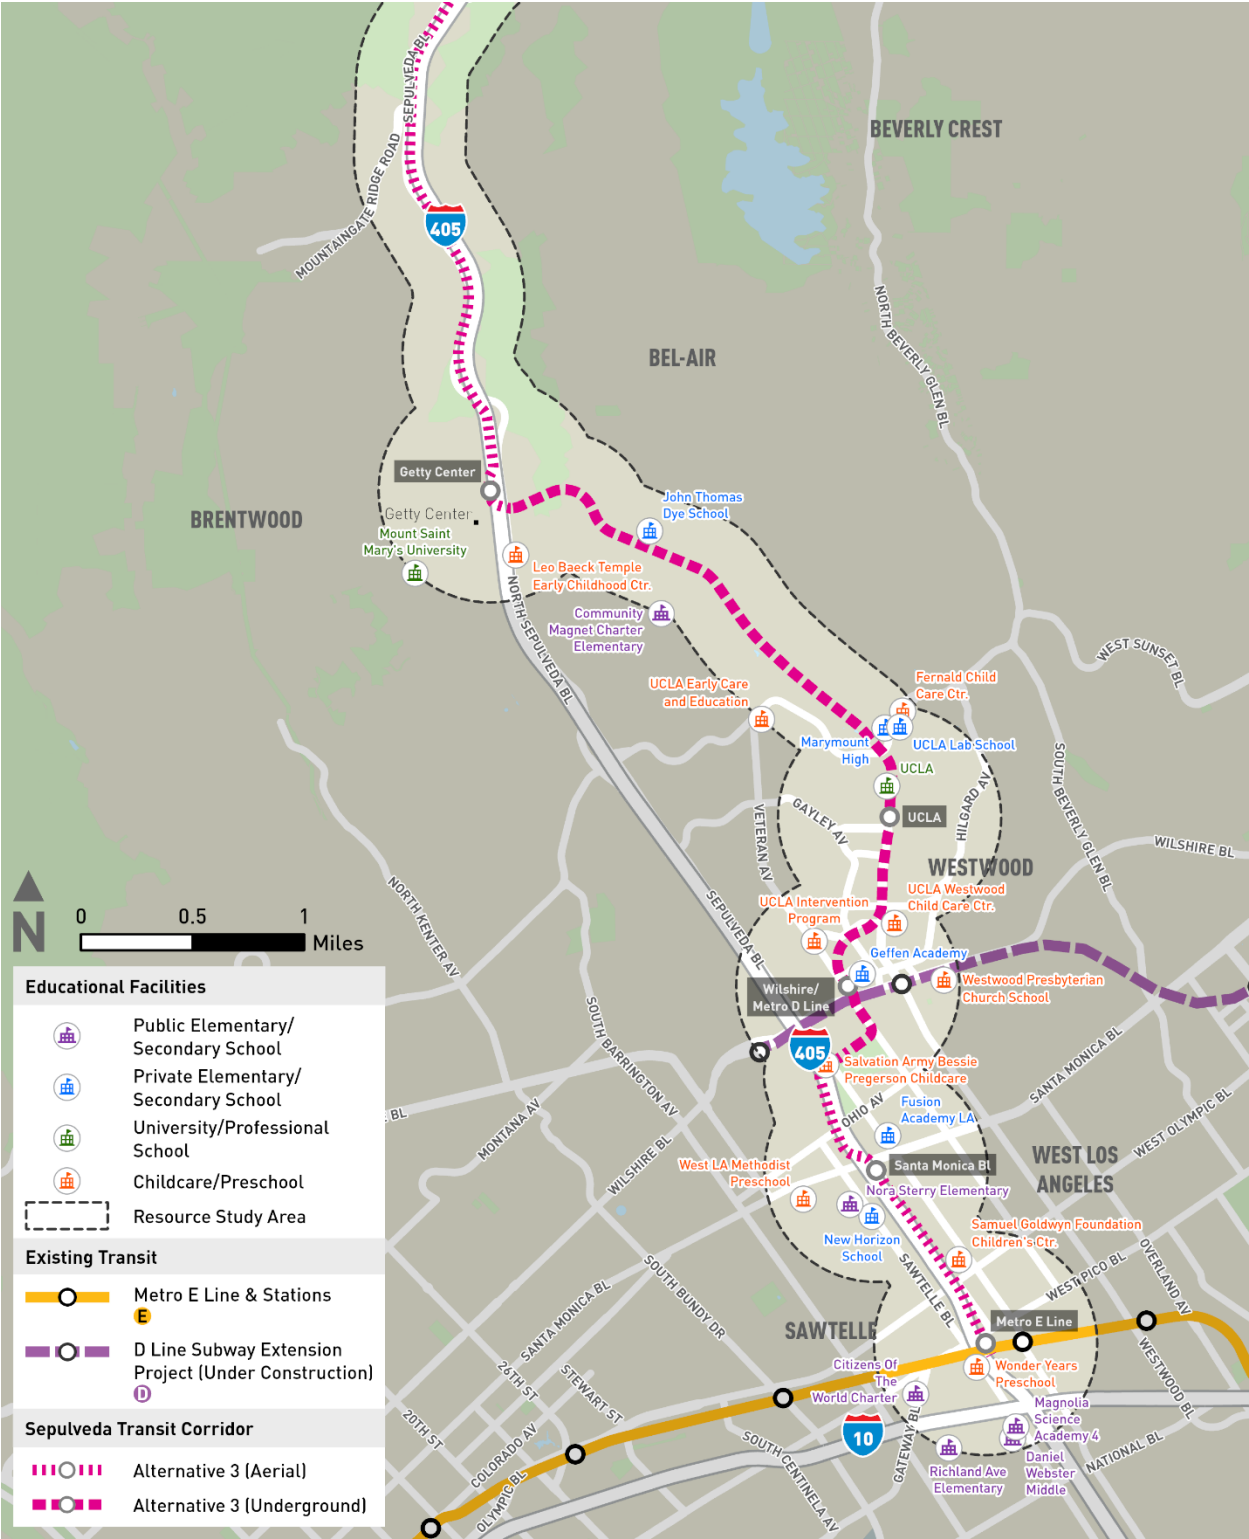 SEPULVEDA BL
MOUNTAINGATE RIDGE ROAD
405
BEVERLY CREST
NORTH BEVERLY GLEN BL
BEL-AIR
Getty Center
Getty Center
BRENTWOOD
Mount Saint
Mary's University
John Thomas
Dye School
Leo Baeck Temple
Early Childhood Ctr.
NORTH SEPULVEDA BL
Community
Magnet Charter
Elementary
WEST SUNSET BL
UCLA Early Care
and Education
Fernald Child
Care Ctr.
Marymount
High
UCLA Lab School
UCLA
UCLA
GAYLEY AV
HILGARD AV
VETERAN AV
SOUTH BEVERLY GLEN BL
WILSHIRE BL
WESTWOOD
UCLA Westwood
Child Care Ctr.
UCLA Intervention
Program
SEPULVEDA BL
NORTH KENTER AV
Geffen Academy
Westwood Presbyterian
Church School
Wilshire/
Metro D Line
405
Salvation Army Bessie
Pregerson Childcare
SOUTH BARRINGTON AV
SANTA MONICA BL
WEST OLYMPIC BL
OHIO AV
Fusion
Academy LA
MONTANA AV
WILSHIRE BL
E BL
WEST LOS
ANGELES
West LA Methodist
Preschool
Santa Monica Bl
Nora Sterry Elementary
New Horizon
School
Samuel Goldwyn Foundation
Children's Ctr.
SAWTELLE BL
SOUTH BUNDY DR
WEST PICO BL
OVERLAND AV
SANTA MONICA BL
SAWTELLE
Metro E Line
WESTWOOD BL
Citizens Of
The
World Charter
Wonder Years
Preschool
26TH ST
STEWART ST
20TH ST
COLORADO AV
OLYMPIC BL
SOUTH CENTINELA AV
10
GATEWAY BL
Magnolia
Science
Academy 4
Daniel
Webster
Middle
Richland Ave
Elementary
NATIONAL BL
N
0 0.5 1
Miles
Educational Facilities
Public Elementary/
Secondary School
Private Elementary/
Secondary School
University/Professional
School
Childcare/Preschool
Resource Study Area
Existing Transit
Metro E Line & Stations
E
D Line Subway Extension
Project (Under Construction)
D
Sepulveda Transit Corridor
Alternative 3 (Aerial)
Alternative 3 (Underground)